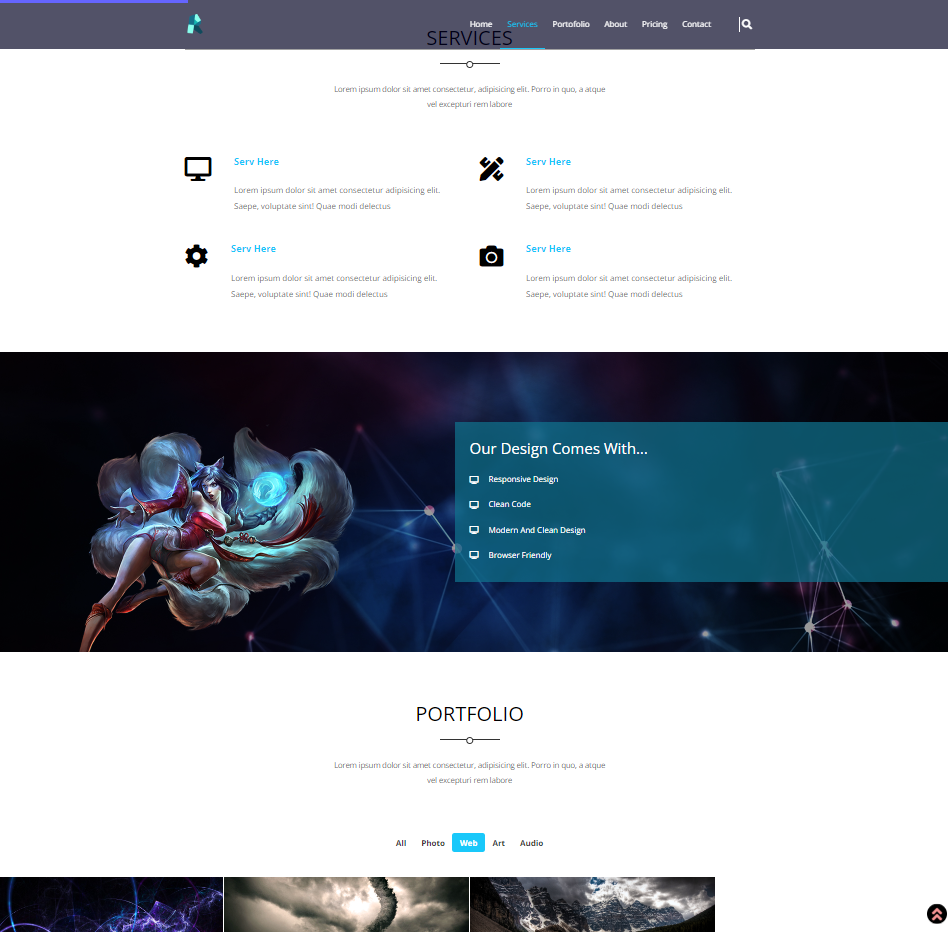 Home Services Portofolio About Pricing Contact
SERVICES
Lorem ipsum dolor sit amet consectetur, adipisicing elit. Porro in quo, a atque
vel excepturi rem labore
Serv Here
Lorem ipsum dolor sit amet consectetur adipisicing elit.
Saepe, voluptate sint! Quae modi delectus
Serv Here
Lorem ipsum dolor sit amet consectetur adipisicing elit.
Saepe, voluptate sint! Quae modi delectus
Serv Here
Lorem ipsum dolor sit amet consectetur adipisicing elit.
Saepe, voluptate sint! Quae modi delectus
Serv Here
Lorem ipsum dolor sit amet consectetur adipisicing elit.
Saepe, voluptate sint! Quae modi delectus
Our Design Comes With...
Responsive Design
Clean Code
Modern And Clean Design
Browser Friendly
PORTFOLIO
Lorem ipsum dolor sit amet consectetur, adipisicing elit. Porro in quo, a atque
vel excepturi rem labore
All Photo Web Art Audio